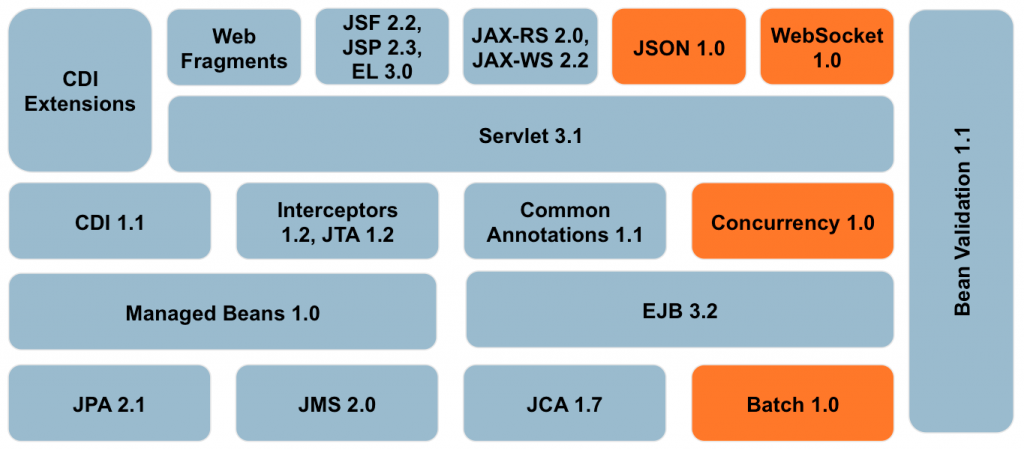 CDI
Extensions
Web
Fragments
JSF 2.2,
JSP 2.3,
EL 3.0
JAX-RS 2.0,
JAX-WS 2.2
JSON 1.0
WebSocket
1.0
Servlet 3.1
CDI 1.1
Interceptors
1.2, JTA 1.2
Common
Annotations 1.1
Concurrency 1.0
Managed Beans 1.0
EJB 3.2
JPA 2.1
JMS 2.0
JCA 1.7
Batch 1.0
Bean Validation 1.1